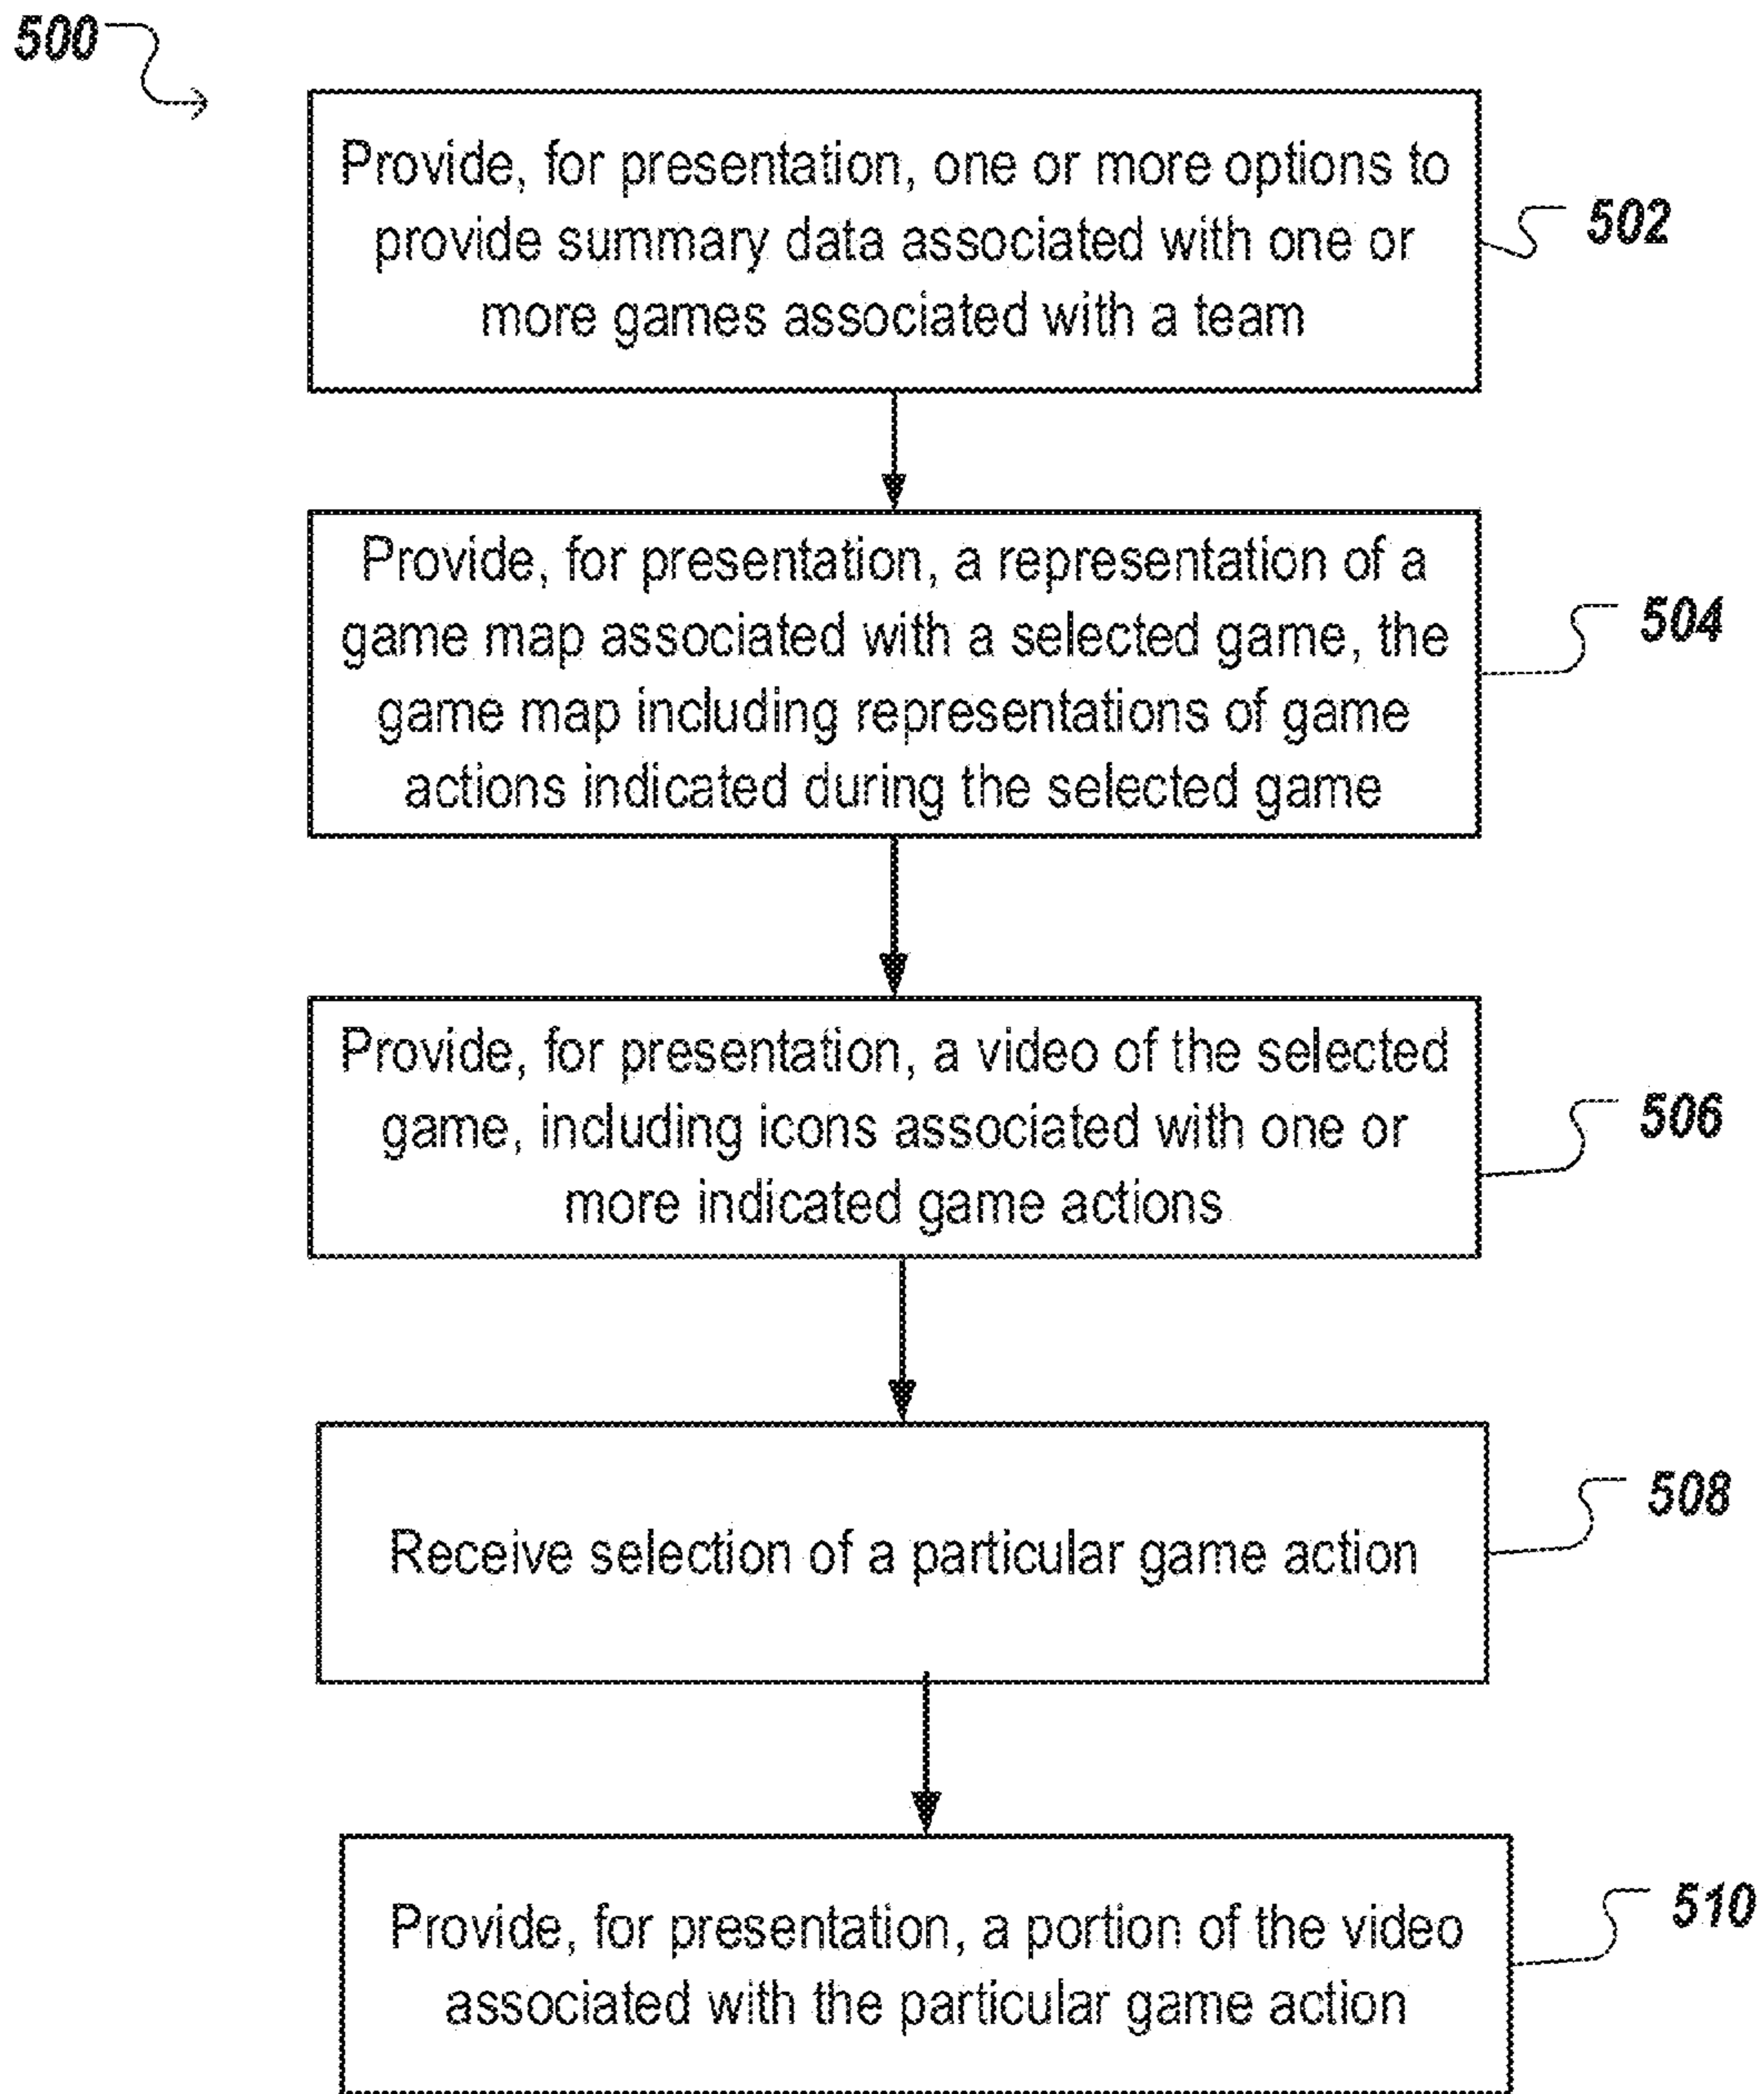 500
Provide, for presentation, one or more options to
provide summary data associated with one or
more games associated with a team
502
Provide, for presentation, a representation of a
game map associated with a selected game, the
game map including representations of game
actions indicated during the selected game
504
Provide, for presentation, a video of the selected
game, including icons associated with one or
more indicated game actions
506
Receive selection of a particular game action
508
Provide, for presentation, a portion of the video
associated with the particular game action
510